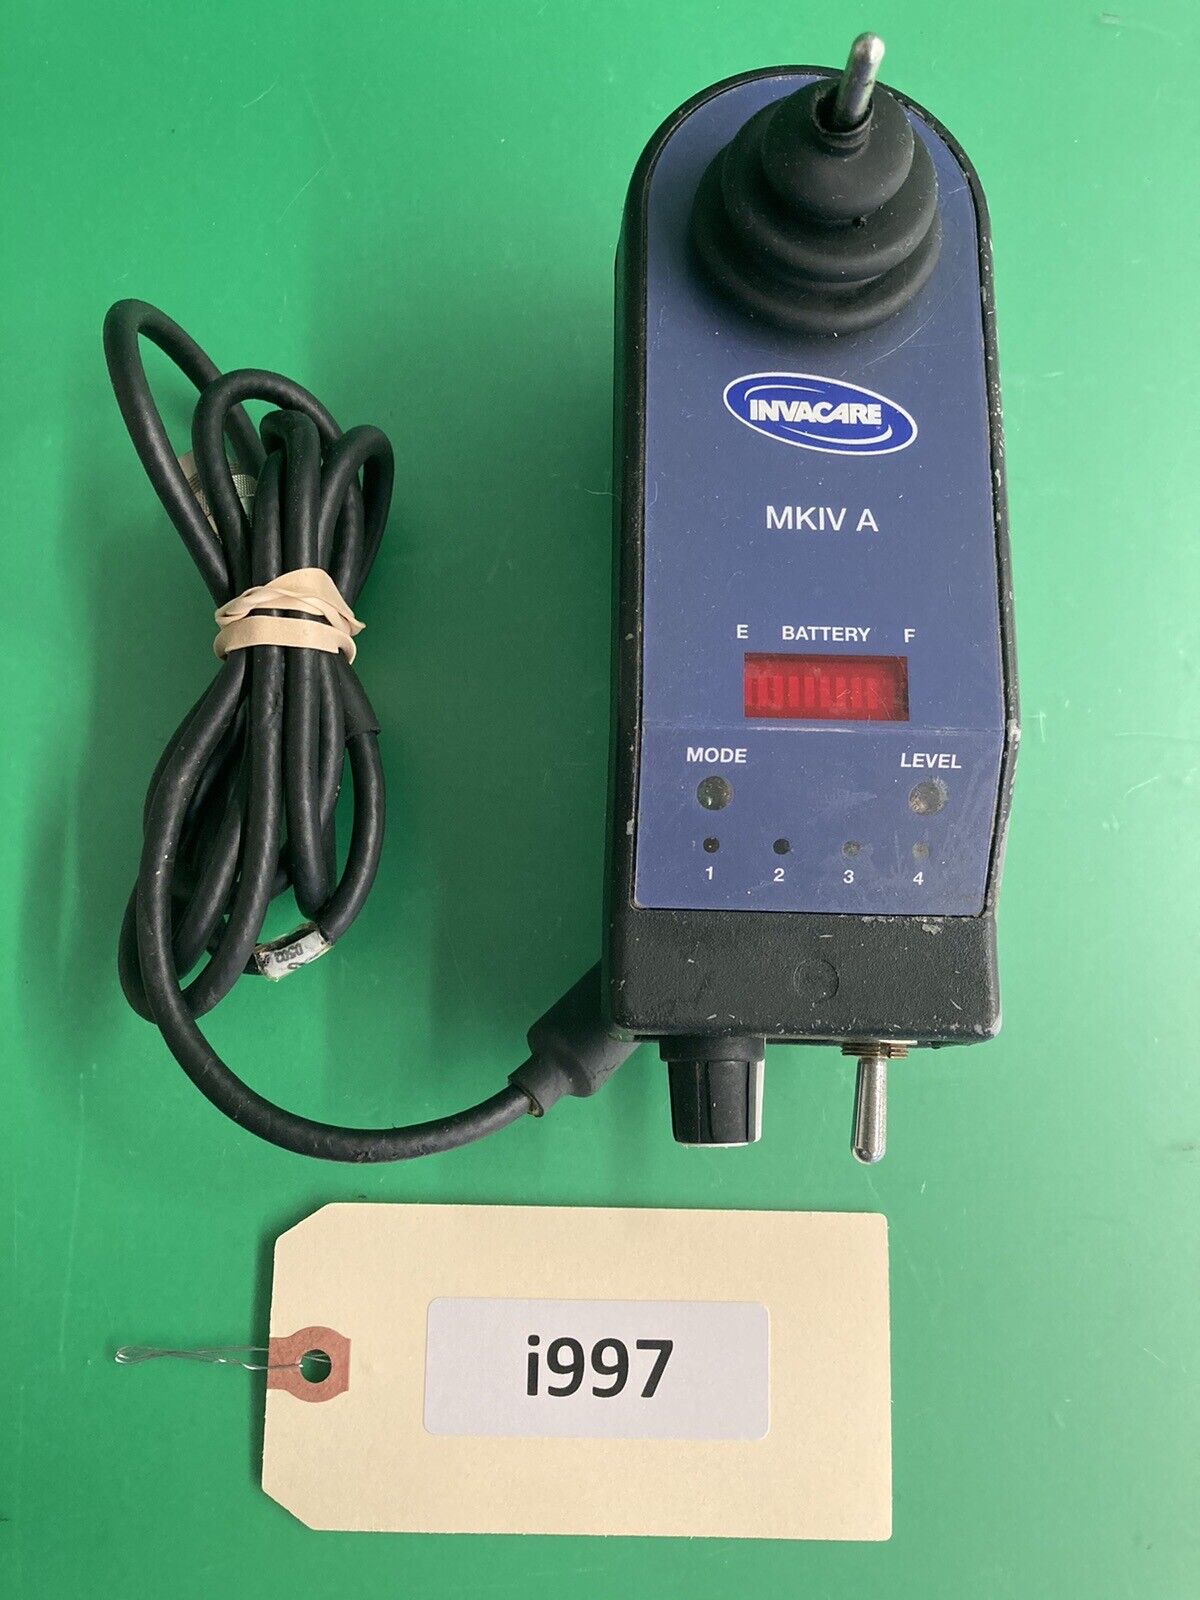 INVACARE
MKIV A
E BATTERY F
MODE LEVEL
1 2 3 4
i997